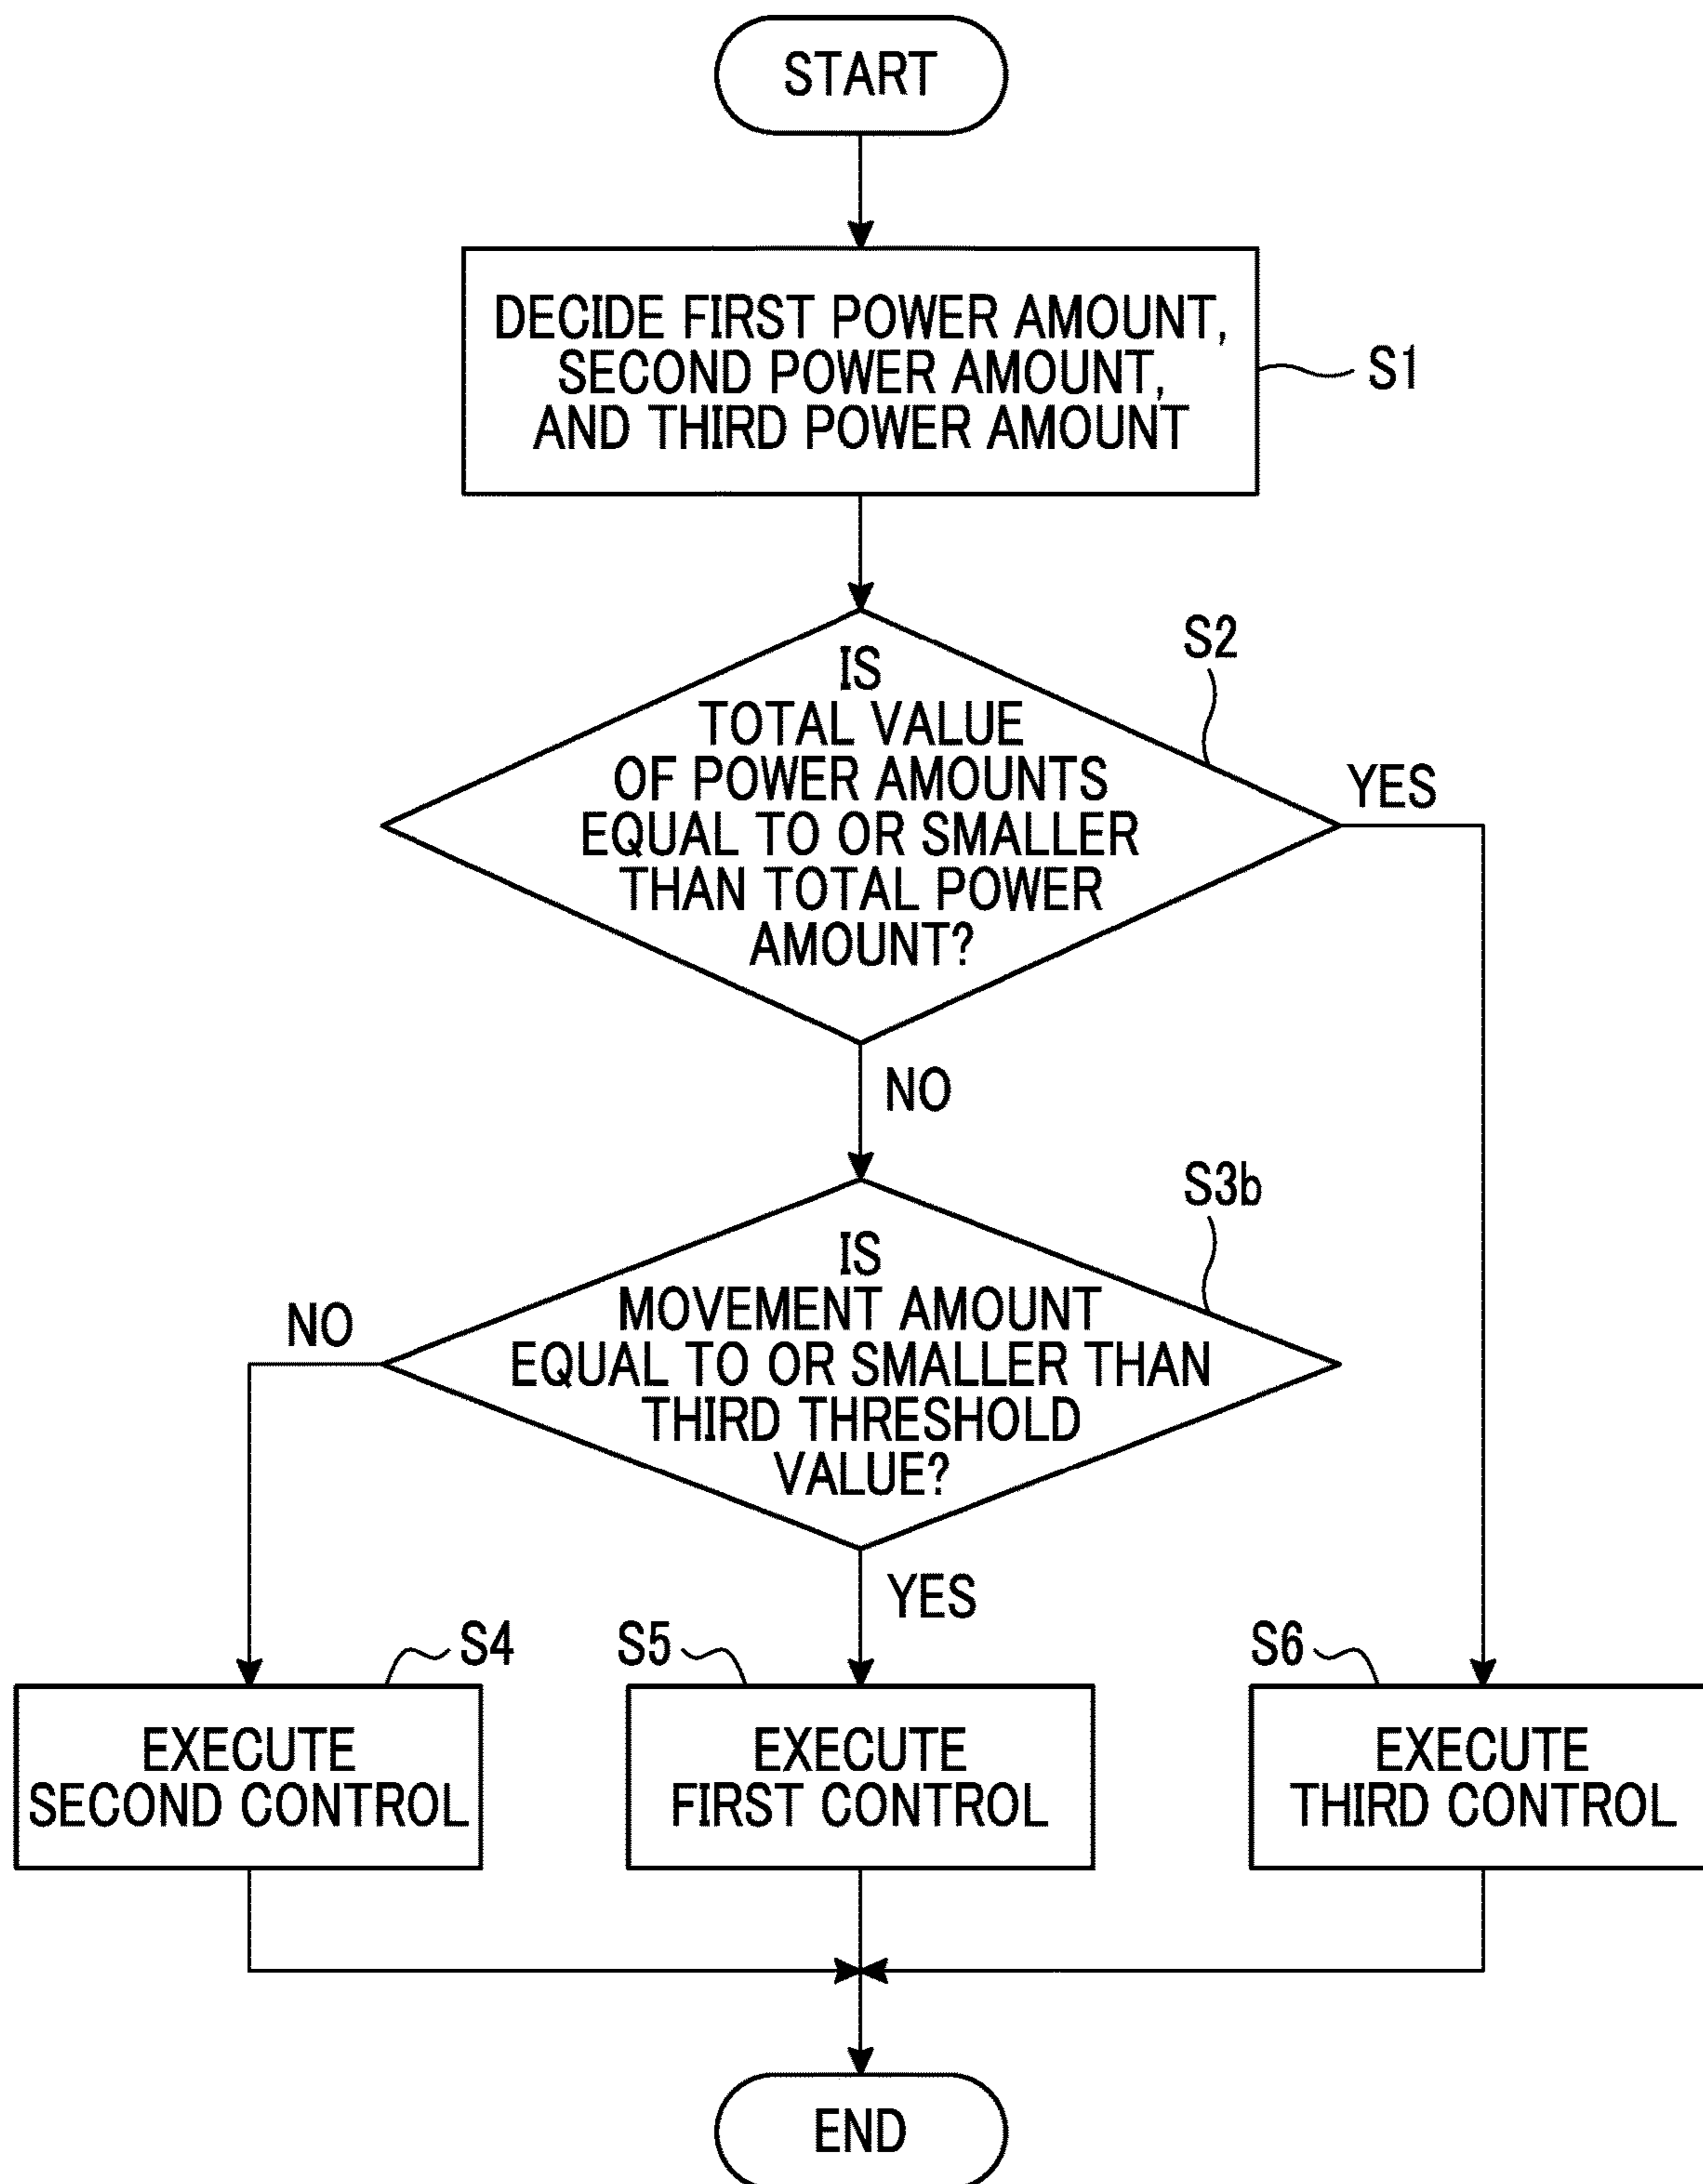 START
DECIDE FIRST POWER AMOUNT,
SECOND POWER AMOUNT,
AND THIRD POWER AMOUNT
S1
S2
IS
TOTAL VALUE
OF POWER AMOUNTS
EQUAL TO OR SMALLER
THAN TOTAL POWER
AMOUNT?
YES
NO
S3b
IS
MOVEMENT AMOUNT
EQUAL TO OR SMALLER THAN
THIRD THRESHOLD
VALUE?
NO
YES
S4
EXECUTE
SECOND CONTROL
S5
EXECUTE
FIRST CONTROL
S6
EXECUTE
THIRD CONTROL
END